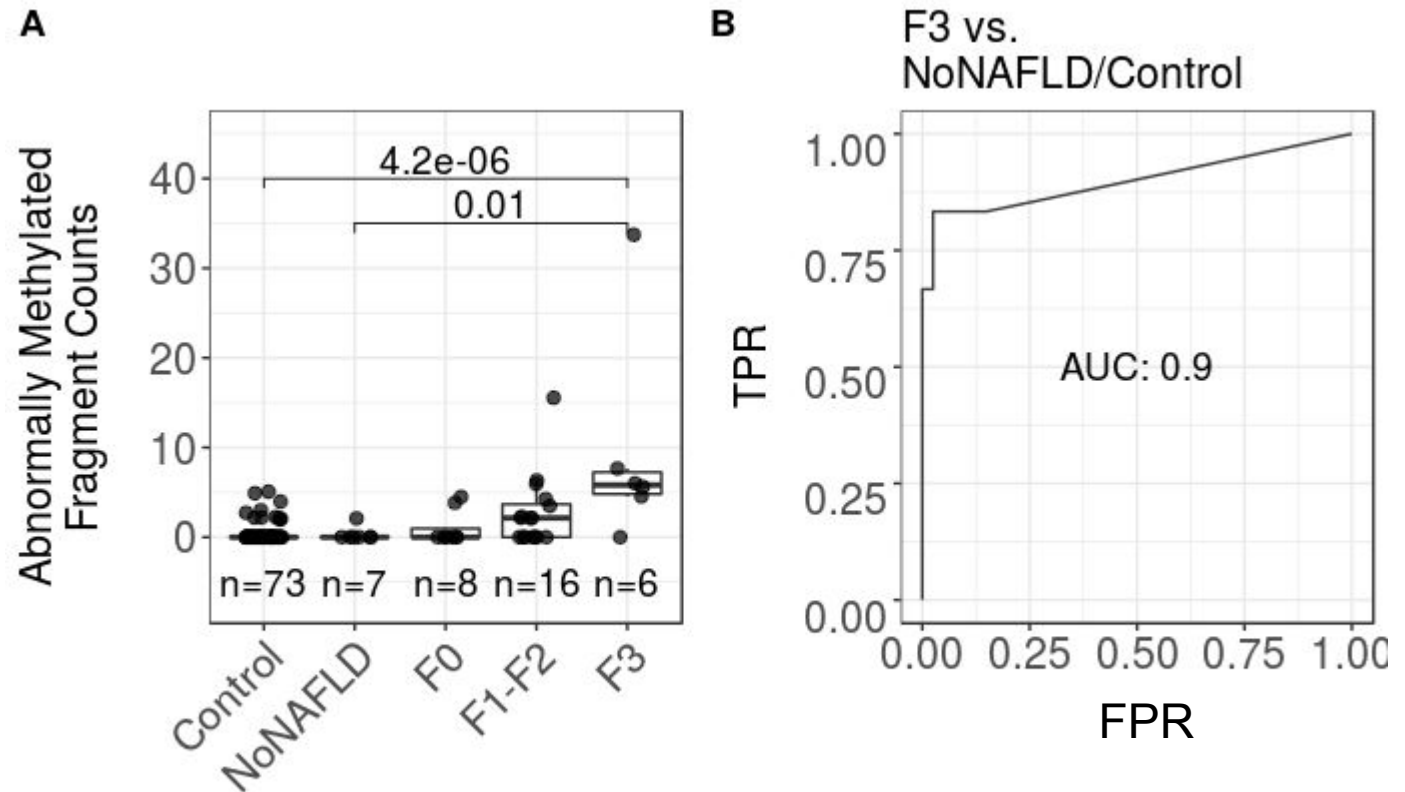 A
Abnormally Methylated
Fragment Counts
40
30
20
10
0
4.2e-06
0.01
n=73
n=7
n=8
n=16
n=6
Control
NoNAFLD
F0
F1-F2
F3
B
F3 vs.
NoNAFLD/Control
TPR
1.00
0.75
0.50
0.25
0.00
AUC: 0.9
0.00
0.25
0.50
0.75
1.00
FPR